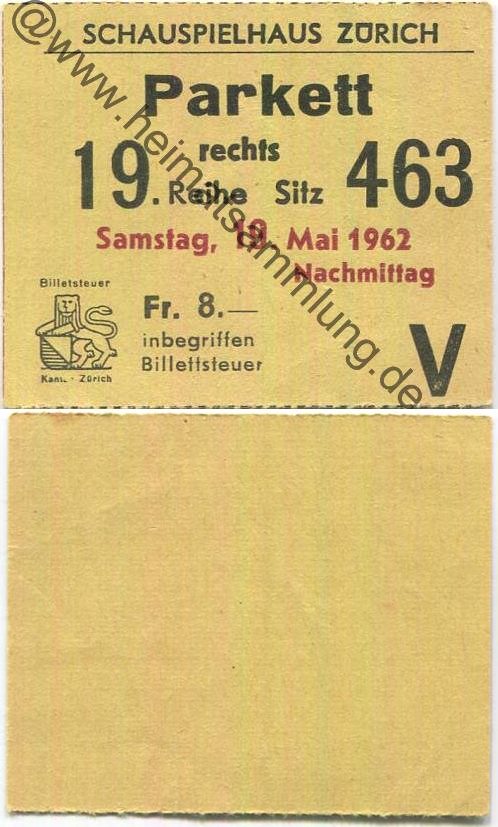 SCHAUSPIELHAUS ZÜRICH
Parkett
rechts
19. Reihe Sitz 463
Samstag, 19. Mai 1962
Nachmittag
Billetsteuer
Fr. 8.—
inbegriffen
Billettsteuer
Kant. Zürich
V
@www.heimatsammlung.de